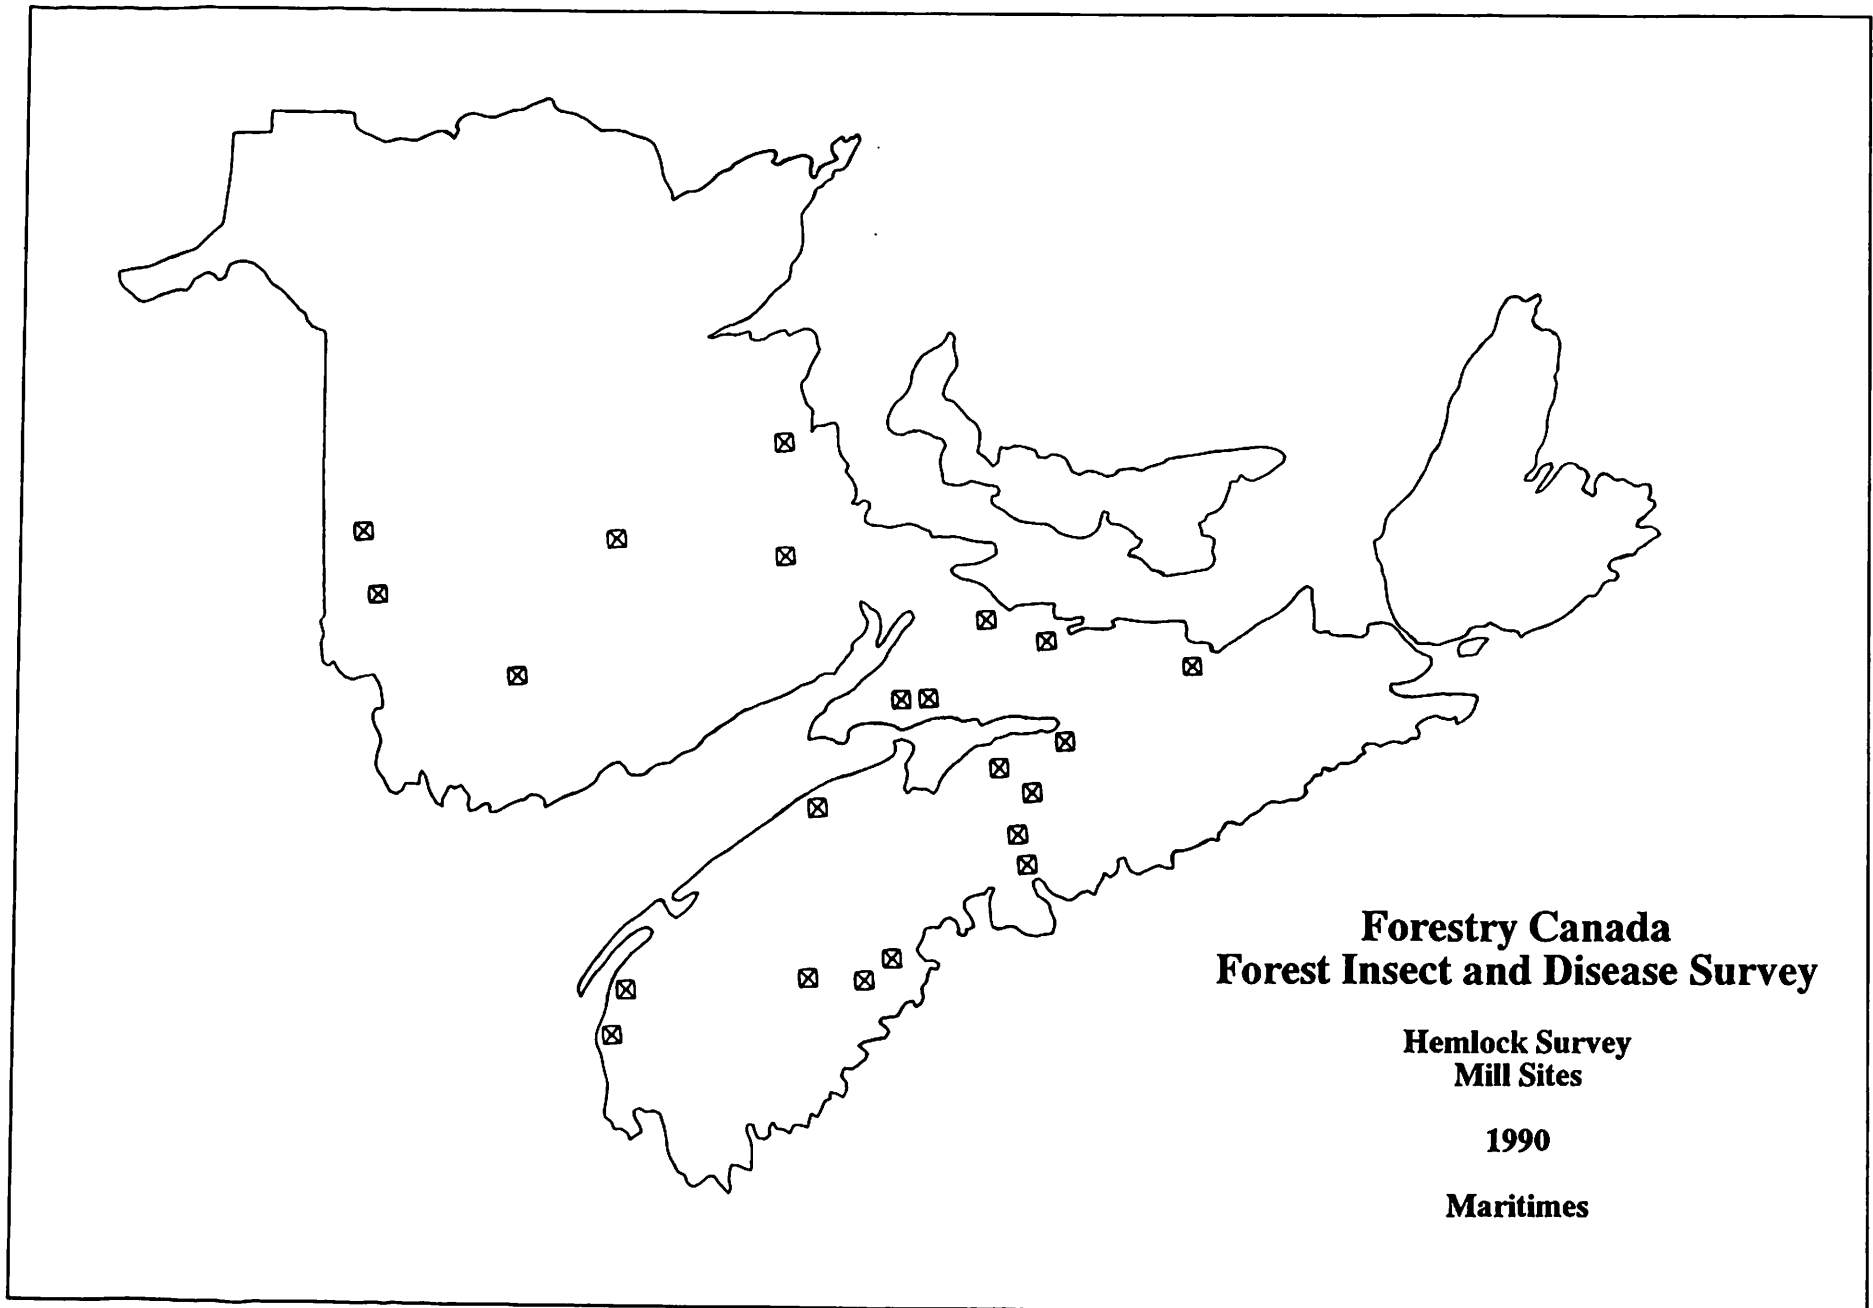 Forestry Canada
Forest Insect and Disease Survey
Hemlock Survey
Mill Sites
1990
Maritimes